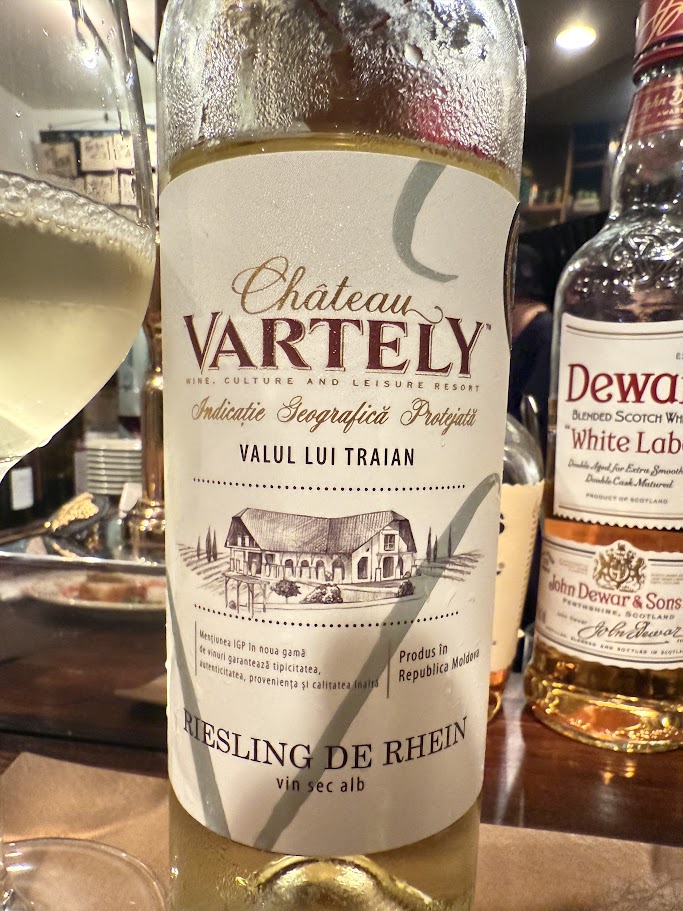 Château
VARTELY™
WINE, CULTURE AND LEISURE RESORT
Indicație Geografică Protejată
VALUL LUI TRAIAN
Mențiunea IGP în noua gamă
de vinuri garantează tipicitatea,
autenticitatea, proveniența și calitatea înaltă
Produs în
Republica Moldova
RIESLING DE RHEIN
vin sec alb
Dewar
BLENDED SCOTCH WH
"White Labe
Double Aged for Extra Smooth
Double Cask Matured
PRODUCT OF SCOTLAND
John Dewar & Sons
PERTHSHIRE, SCOTLAND
John Dewar